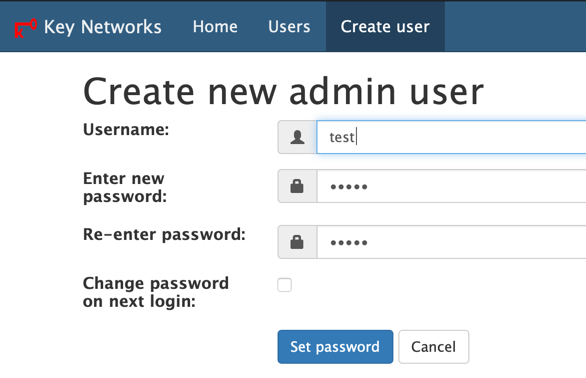 Key Networks Home Users Create user
Create new admin user
Username:
test
Enter new
password:
•••••
Re-enter password:
•••••
Change password
on next login:
Set password Cancel